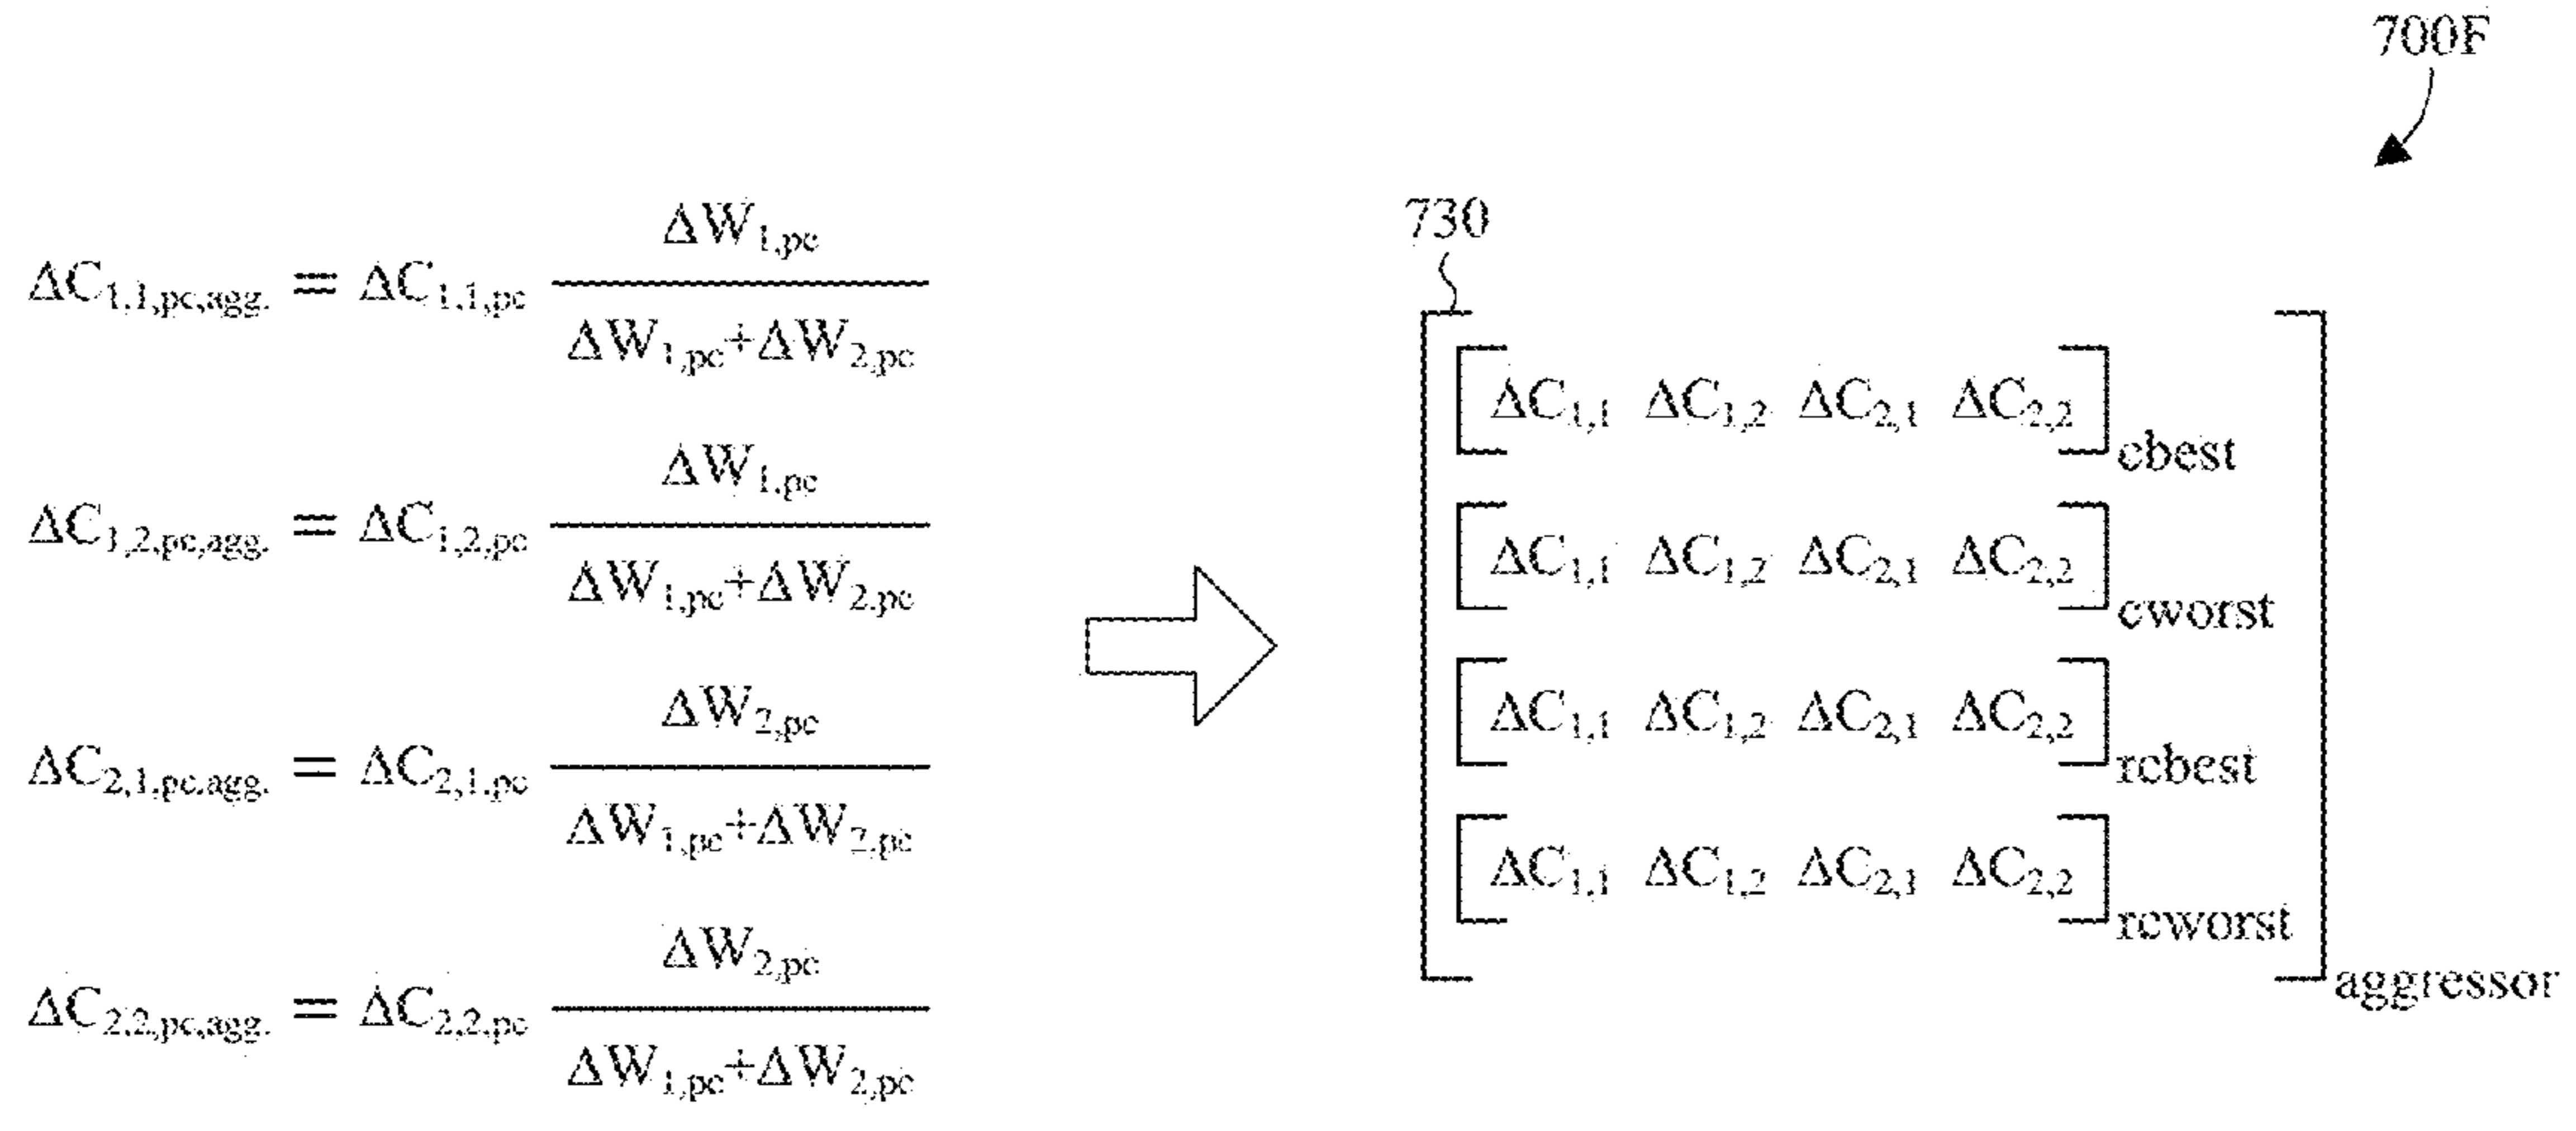 700F
730
ΔC1,1,pc,agg. = ΔC1,1,pc ΔW1,pc / ΔW1,pc+ΔW2,pc
ΔC1,2,pc,agg. = ΔC1,2,pc ΔW1,pc / ΔW1,pc+ΔW2,pc
ΔC2,1,pc,agg. = ΔC2,1,pc ΔW2,pc / ΔW1,pc+ΔW2,pc
ΔC2,2,pc,agg. = ΔC2,2,pc ΔW2,pc / ΔW1,pc+ΔW2,pc
[ΔC1,1 ΔC1,2 ΔC2,1 ΔC2,2]cbest
[ΔC1,1 ΔC1,2 ΔC2,1 ΔC2,2]cworst
[ΔC1,1 ΔC1,2 ΔC2,1 ΔC2,2]rcbest
[ΔC1,1 ΔC1,2 ΔC2,1 ΔC2,2]rcworst
aggressor